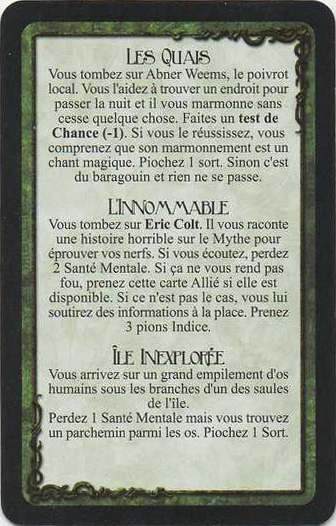 LES QUAIS
Vous tombez sur Abner Weems, le poivrot
local. Vous l'aidez à trouver un endroit pour
passer la nuit et il vous marmonne sans
cesse quelque chose. Faites un test de
Chance (-1). Si vous le réussissez, vous
comprenez que son marmonnement est un
chant magique. Piochez 1 sort. Sinon c'est
du baragouin et rien ne se passe.
L'INNOMMABLE
Vous tombez sur Eric Colt. Il vous raconte
une histoire horrible sur le Mythe pour
éprouver vos nerfs. Si vous écoutez, perdez
2 Santé Mentale. Si ça ne vous rend pas
fou, prenez cette carte Allié si elle est
disponible. Si ce n'est pas le cas, vous lui
soutirez des informations à la place. Prenez
3 pions Indice.
ÎLE INEXPLORÉE
Vous arrivez sur un grand empilement d'os
humains sous les branches d'un des saules
de l'île.
Perdez 1 Santé Mentale mais vous trouvez
un parchemin parmi les os. Piochez 1 Sort.